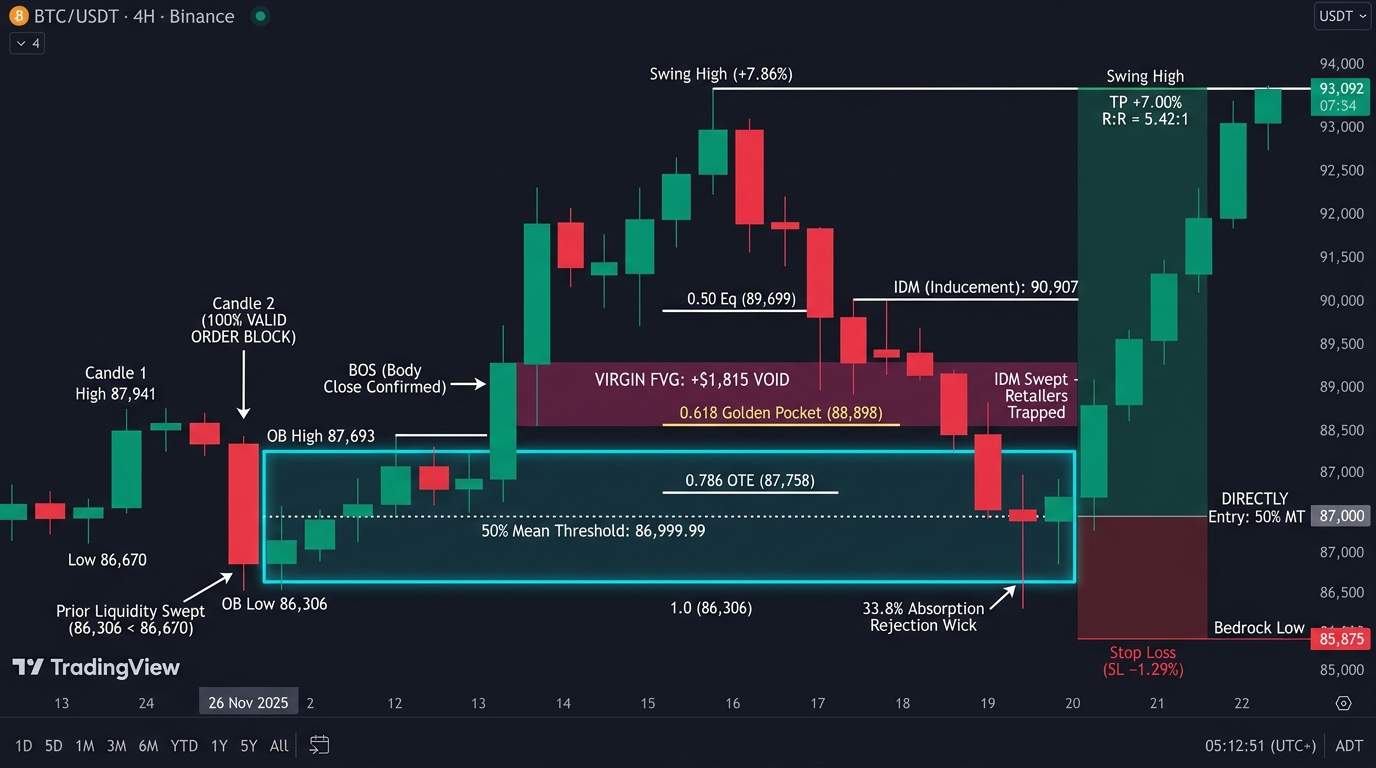 BTC/USDT · 4H · Binance
USDT
4
Swing High (+7.86%)
Swing High
TP +7.00%
R:R = 5.42:1
94,000
93,092
07:54
93,000
92,500
92,000
91,500
90,000
89,500
89,000
88,500
87,000
87,000
87,000
86,500
85,875
85,000
IDM (Inducement): 90,907
0.50 Eq (89,699)
Candle 2
(100% VALID
ORDER BLOCK)
Candle 1
High 87,941
BOS (Body
Close Confirmed)
VIRGIN FVG: +$1,815 VOID
IDM Swept -
Retallers
Trapped
0.618 Golden Pocket (88,898)
OB High 87,693
0.786 OTE (87,758)
50% Mean Threshold: 86,999.99
DIRECTLY
Entry: 50% MT
Low 86,670
Prior Liquidity Swept
(86,306 < 86,670)
OB Low 86,306
1.0 (86,306)
33.8% Absorption
Rejection Wick
Bedrock Low
Stop Loss
(SL −1.29%)
TradingView
13 24 26 Nov 2025 2 12 13 14 15 16 17 18 19 20 21 22
1D 5D 1M 3M 6M YTD 1Y 5Y All
05:12:51 (UTC+) ADT